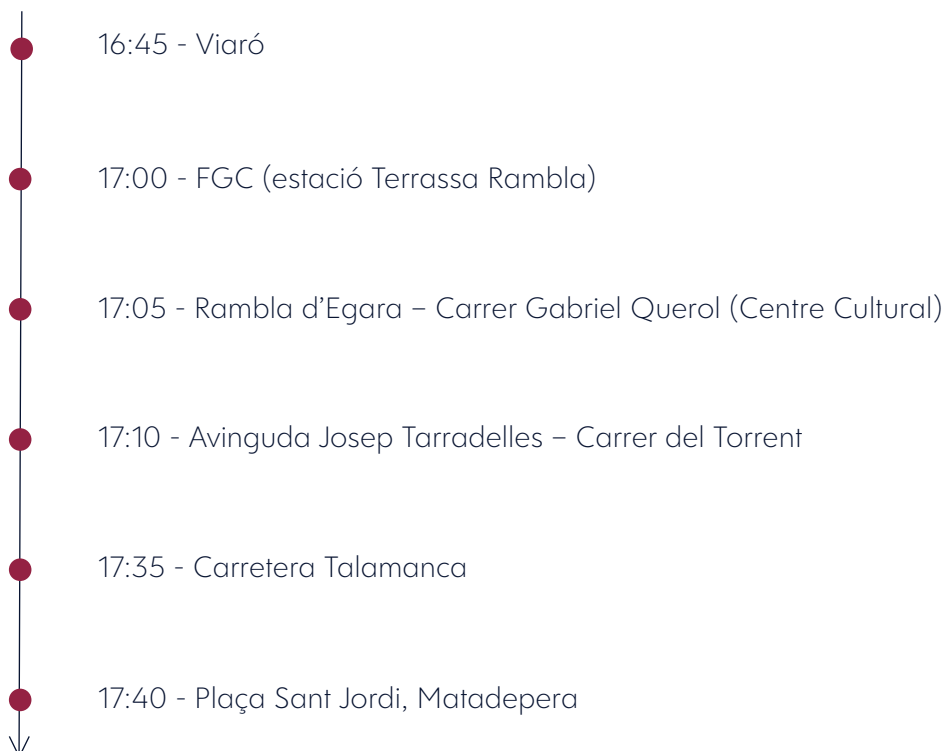 16:45 - Viaró
17:00 - FGC (estació Terrassa Rambla)
17:05 - Rambla d’Egara – Carrer Gabriel Querol (Centre Cultural)
17:10 - Avinguda Josep Tarradelles – Carrer del Torrent
17:35 - Carretera Talamanca
17:40 - Plaça Sant Jordi, Matadepera